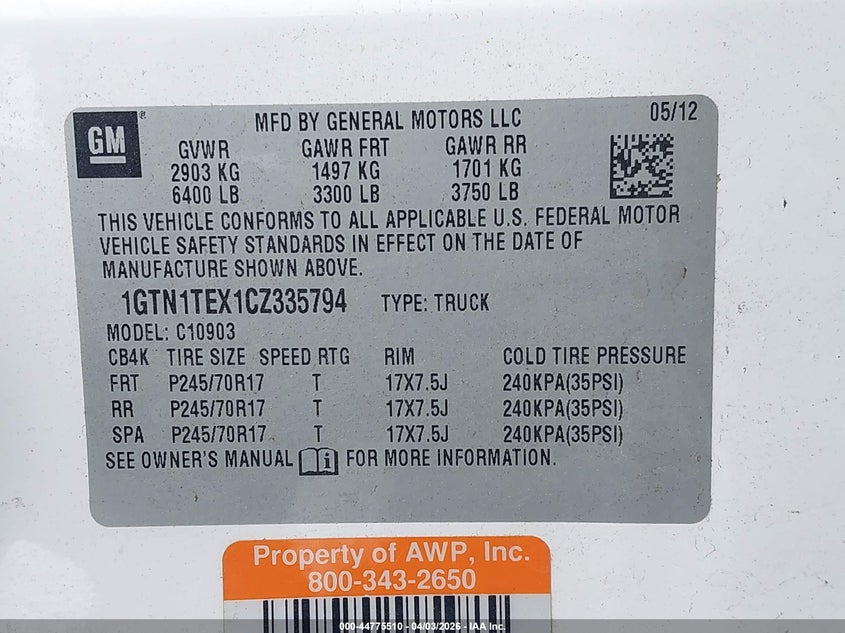 GM
MFD BY GENERAL MOTORS LLC 05/12
GVWR GAWR FRT GAWR RR
2903 KG 1497 KG 1701 KG
6400 LB 3300 LB 3750 LB
THIS VEHICLE CONFORMS TO ALL APPLICABLE U.S. FEDERAL MOTOR
VEHICLE SAFETY STANDARDS IN EFFECT ON THE DATE OF
MANUFACTURE SHOWN ABOVE.
1GTN1TEX1CZ335794 TYPE: TRUCK
MODEL: C10903
CB4K TIRE SIZE SPEED RTG RIM COLD TIRE PRESSURE
FRT P245/70R17 T 17X7.5J 240KPA(35PSI)
RR P245/70R17 T 17X7.5J 240KPA(35PSI)
SPA P245/70R17 T 17X7.5J 240KPA(35PSI)
SEE OWNER'S MANUAL i FOR MORE INFORMATION.
Property of AWP, Inc.
800-343-2650
000-44775510 - 04/03/2026 - IAA Inc.